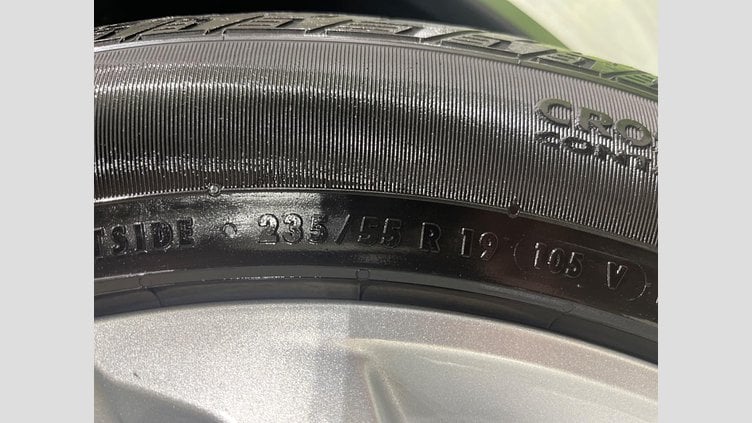 CRO
CONT
TSIDE 235/55 R 19 (105 V)